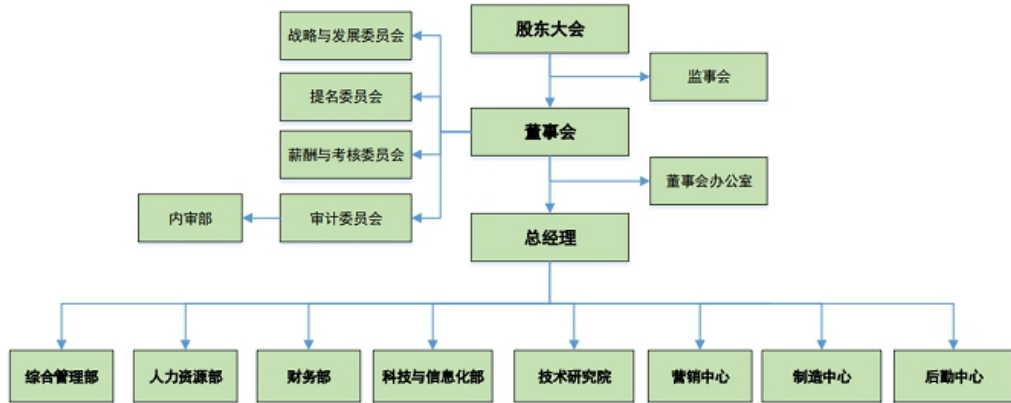 战略与发展委员会
股东大会
监事会
提名委员会
董事会
薪酬与考核委员会
董事会办公室
内审部
审计委员会
总经理
综合管理部
人力资源部
财务部
科技与信息化部
技术研究院
营销中心
制造中心
后勤中心